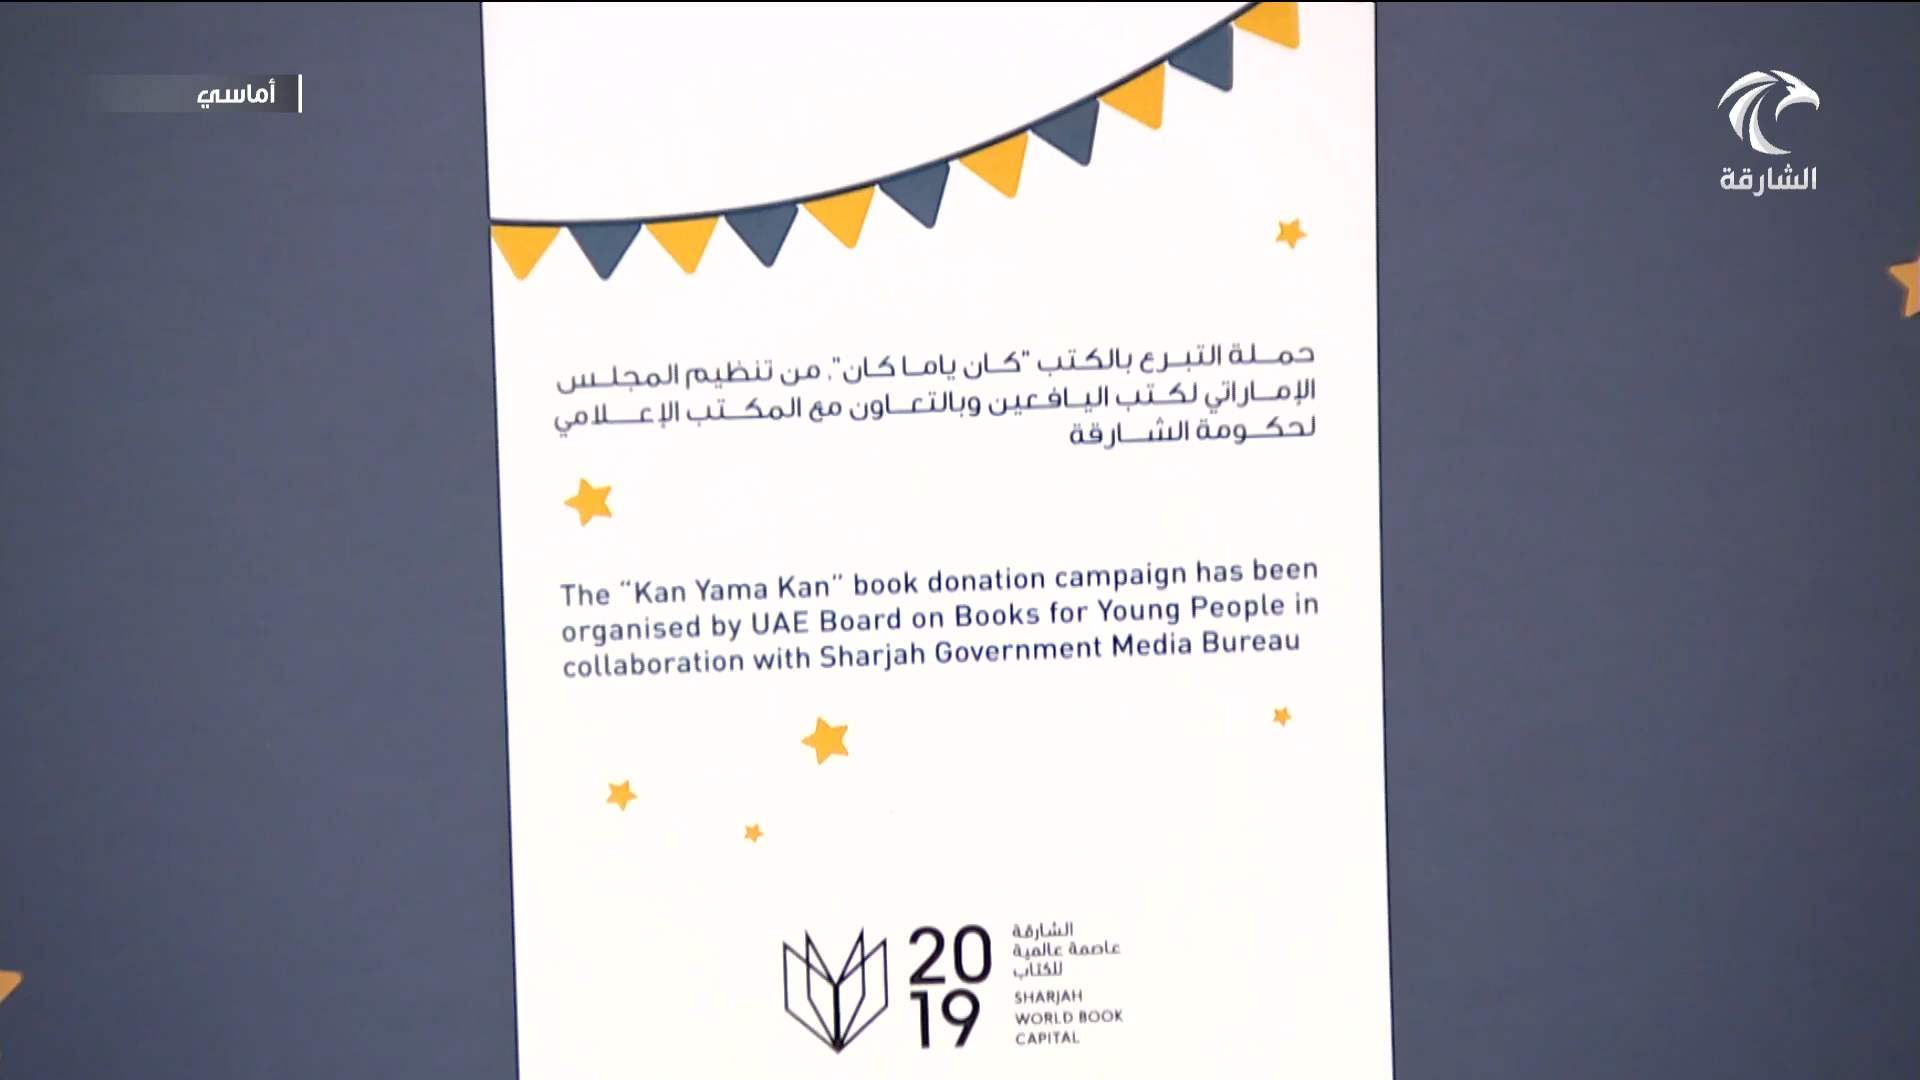 أماسي
الشارقة
حملة التبرع بالكتب "كان ياما كان"، من تنظيم المجلس
الإماراتي لكتب اليافعين وبالتعاون مع المكتب الإعلامي
لحكومة الشارقة
The “Kan Yama Kan” book donation campaign has been
organised by UAE Board on Books for Young People in
collaboration with Sharjah Government Media Bureau
20
19
الشارقة
عاصمة عالمية
للكتاب
SHARJAH
WORLD BOOK
CAPITAL